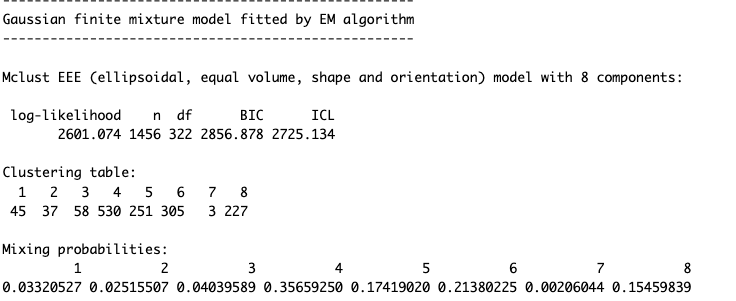 ----------------------------------------------------
Gaussian finite mixture model fitted by EM algorithm
----------------------------------------------------
Mclust EEE (ellipsoidal, equal volume, shape and orientation) model with 8 components:
log-likelihood n df BIC ICL
2601.074 1456 322 2856.878 2725.134
Clustering table:
1 2 3 4 5 6 7 8
45 37 58 530 251 305 3 227
Mixing probabilities:
1 2 3 4 5 6 7 8
0.03320527 0.02515507 0.04039589 0.35659250 0.17419020 0.21380225 0.00206044 0.15459839